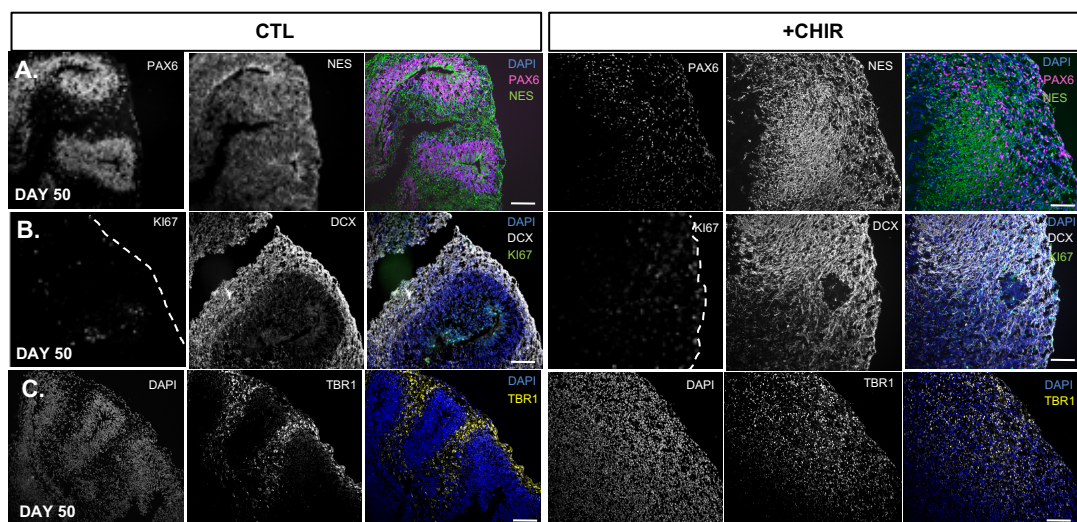 CTL
+CHIR
A.
PAX6
NES
DAPI
PAX6
NES
PAX6
NES
DAPI
PAX6
NES
DAY 50
B.
KI67
DCX
DAPI
DCX
KI67
KI67
DCX
DAPI
DCX
KI67
DAY 50
C.
DAPI
TBR1
DAPI
TBR1
DAPI
TBR1
DAPI
TBR1
DAY 50